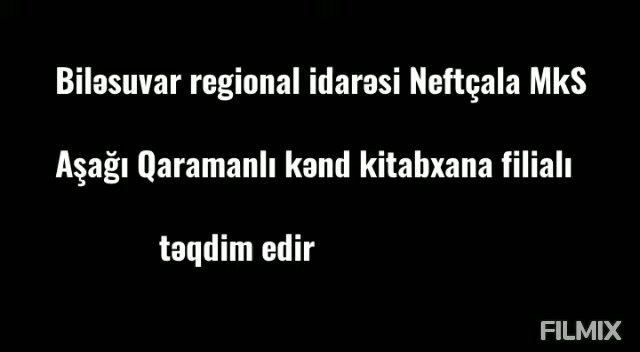 Biləsuvar regional idarəsi Neftçala MkS
Aşağı Qaramanlı kənd kitabxana filialı
təqdim edir
FILMIX